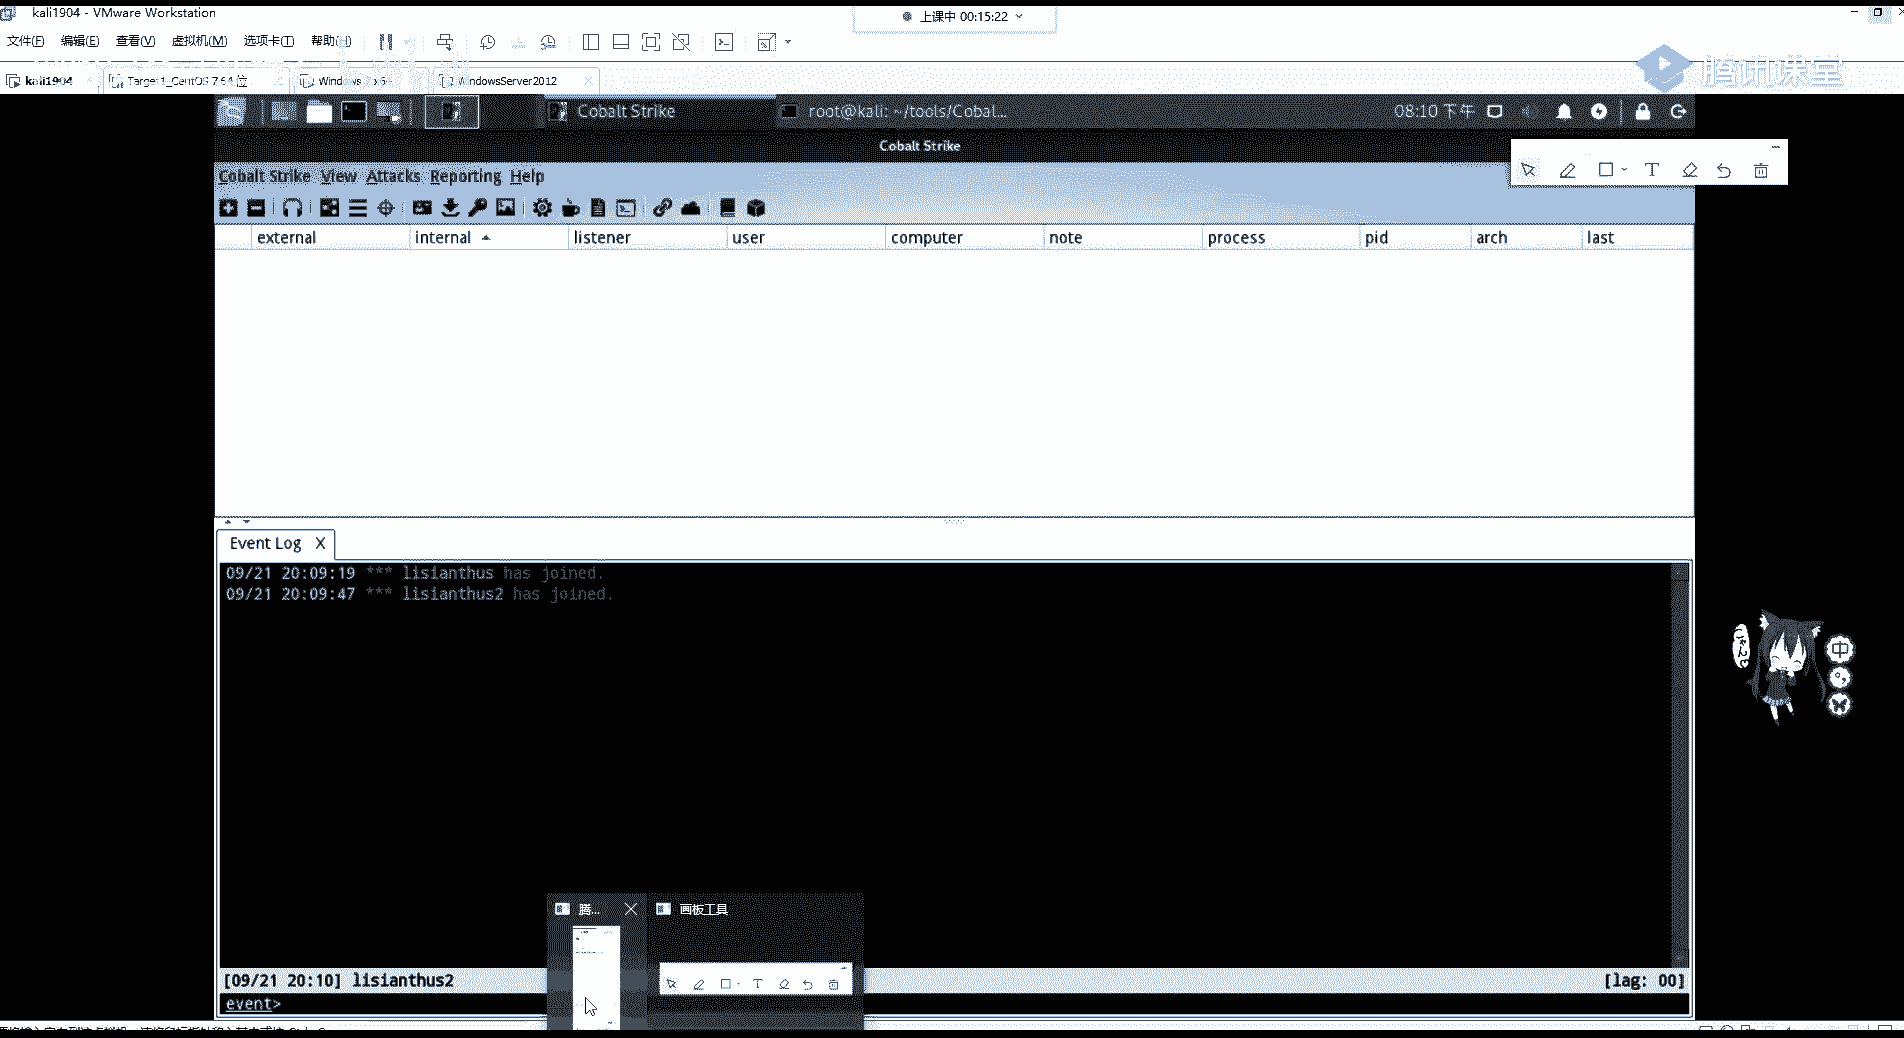 kali1904 - VMware Workstation
上课中 00:15:22
文件(F) 编辑(E) 查看(V) 虚拟机(M) 选项卡(T) 帮助(H)
腾讯课堂
kali1904 Target1_CentOS 7 64 位 Windows 7 x64 WindowsServer2012
Cobalt Strike root@kali: ~/tools/Cobal... 08:10 下午
Cobalt Strike
Cobalt Strike View Attacks Reporting Help
T
external internal listener user computer note process pid arch last
Event Log X
09/21 20:09:19 *** lisianthus has joined.
09/21 20:09:47 *** lisianthus2 has joined.
中
腾... 画板工具
T
[09/21 20:10] lisianthus2 [lag: 00]
event>